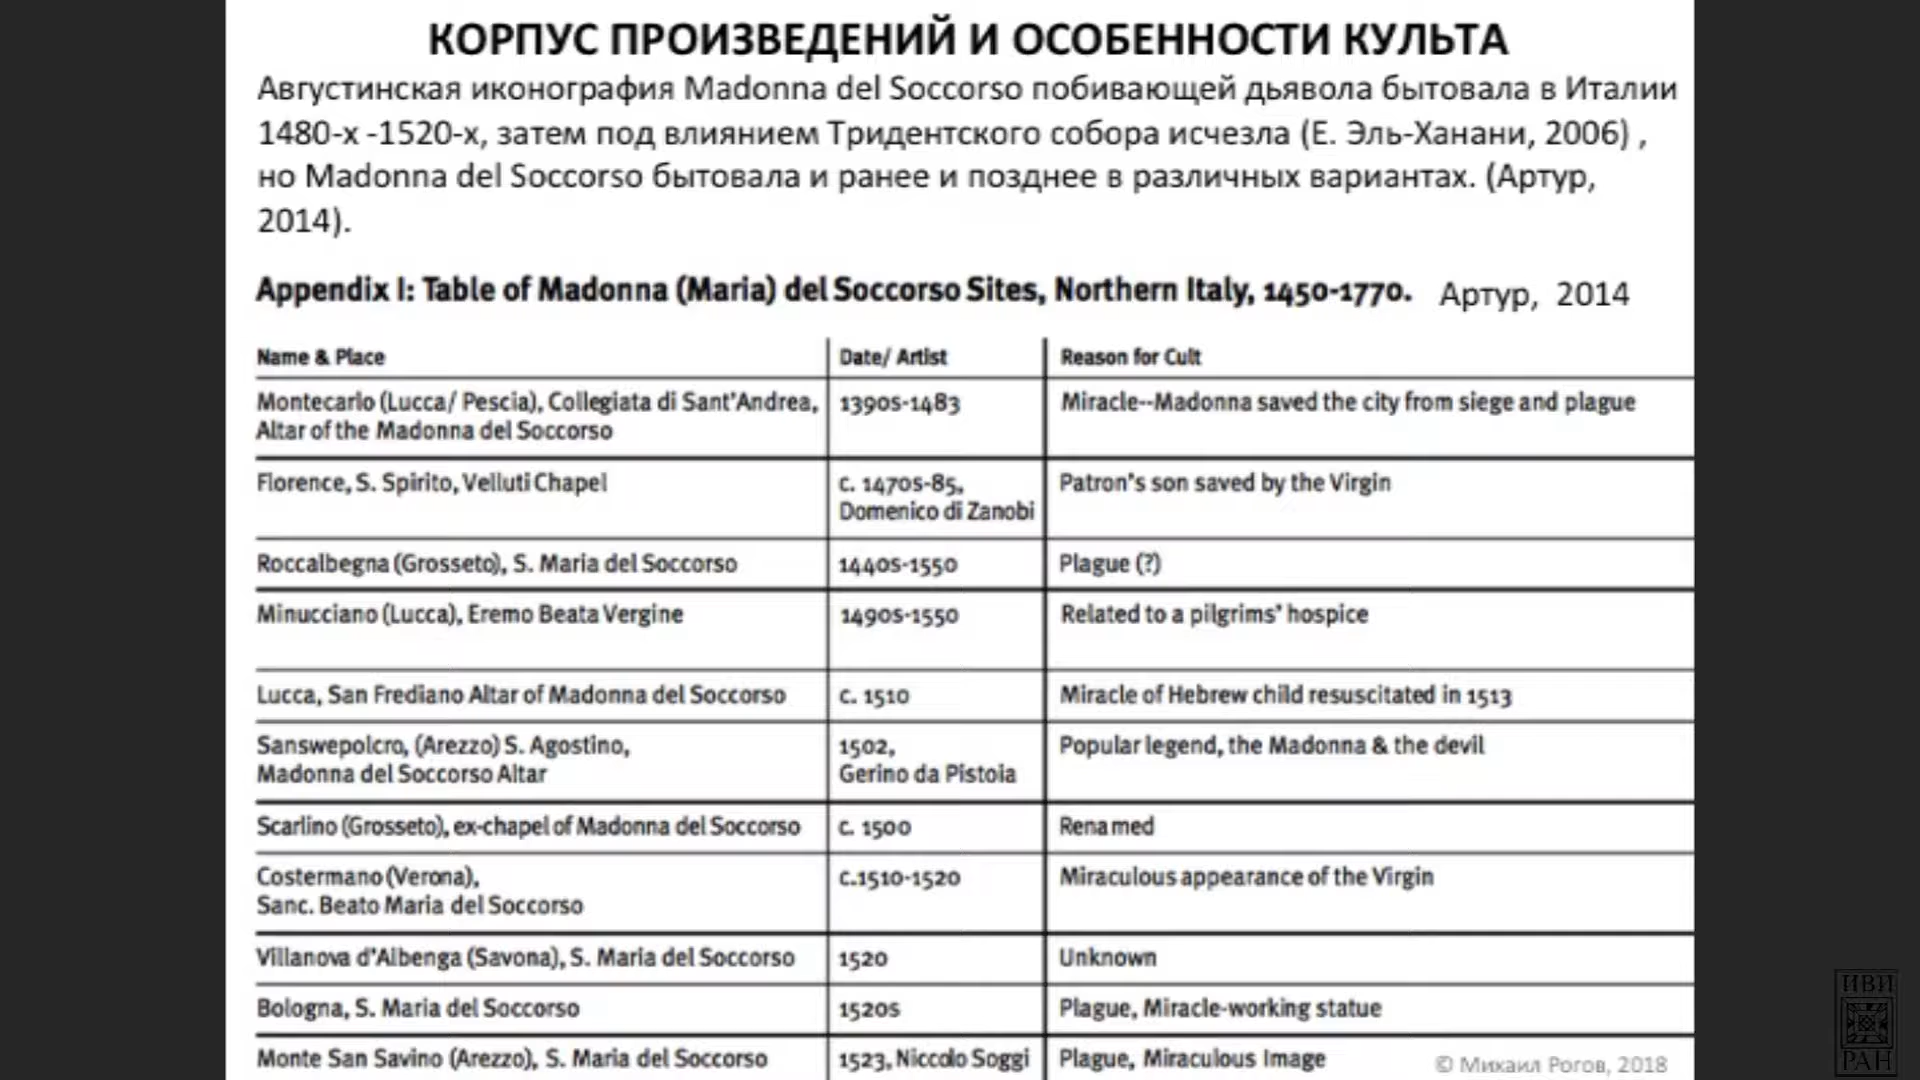 КОРПУС ПРОИЗВЕДЕНИЙ И ОСОБЕННОСТИ КУЛЬТА
Августинская иконография Madonna del Soccorso побивающей дьявола бытовала в Италии
1480-х -1520-х, затем под влиянием Тридентского собора исчезла (Е. Эль-Ханани, 2006) ,
но Madonna del Soccorso бытовала и ранее и позднее в различных вариантах. (Артур,
2014).
Appendix I: Table of Madonna (Maria) del Soccorso Sites, Northern Italy, 1450-1770. Артур, 2014
Name & Place Date/ Artist Reason for Cult
Montecarlo (Lucca/ Pescia), Collegiata di Sant'Andrea, 1390s-1483 Miracle--Madonna saved the city from siege and plague
Altar of the Madonna del Soccorso
Florence, S. Spirito, Velluti Chapel c. 1470s-85, Patron's son saved by the Virgin
Domenico di Zanobi
Roccalbegna (Grosseto), S. Maria del Soccorso 1440s-1550 Plague (?)
Minucciano (Lucca), Eremo Beata Vergine 1490s-1550 Related to a pilgrims' hospice
Lucca, San Frediano Altar of Madonna del Soccorso c. 1510 Miracle of Hebrew child resuscitated in 1513
Sanswepolcro, (Arezzo) S. Agostino, 1502, Popular legend, the Madonna & the devil
Madonna del Soccorso Altar Gerino da Pistoia
Scarlino (Grosseto), ex-chapel of Madonna del Soccorso c. 1500 Renamed
Costermano (Verona), c.1510-1520 Miraculous appearance of the Virgin
Sanc. Beato Maria del Soccorso
Villanova d'Albenga (Savona), S. Maria del Soccorso 1520 Unknown
Bologna, S. Maria del Soccorso 1520s Plague, Miracle-working statue
Monte San Savino (Arezzo), S. Maria del Soccorso 1523, Niccolo Soggi Plague, Miraculous Image
© Михаил Рогов, 2018
ИВИ
РАН